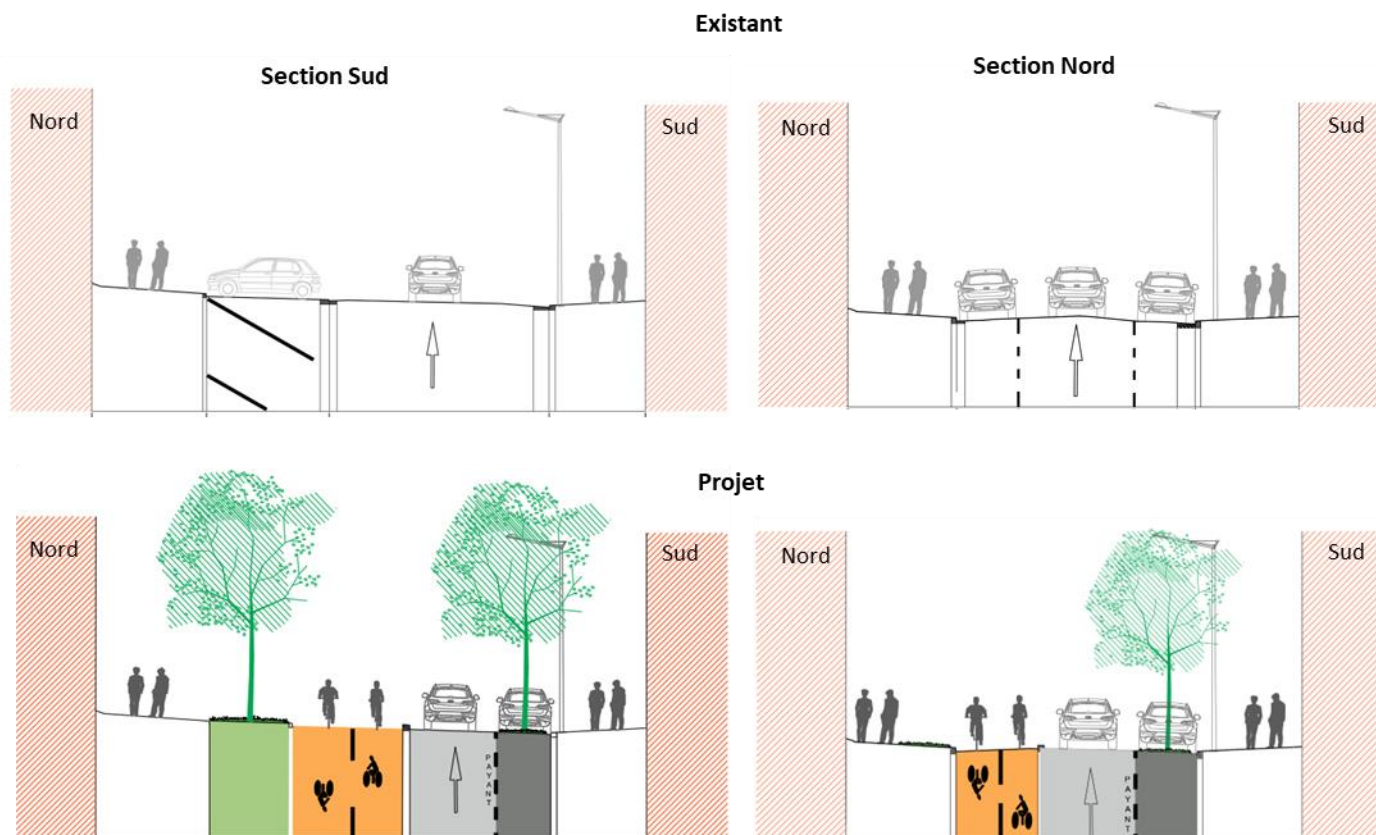 Existant
Section Sud
Section Nord
Nord
Sud
Nord
Sud
Projet
Nord
Sud
Nord
Sud
PAYANT
PAYANT